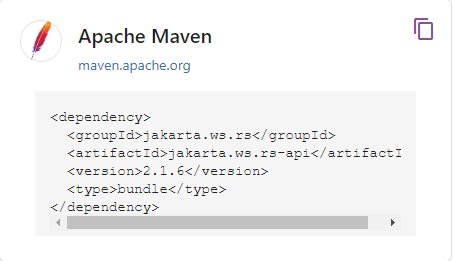 Apache Maven
maven.apache.org
<dependency>
  <groupId>jakarta.ws.rs</groupId>
  <artifactId>jakarta.ws.rs-api</artifactI
  <version>2.1.6</version>
  <type>bundle</type>
</dependency>